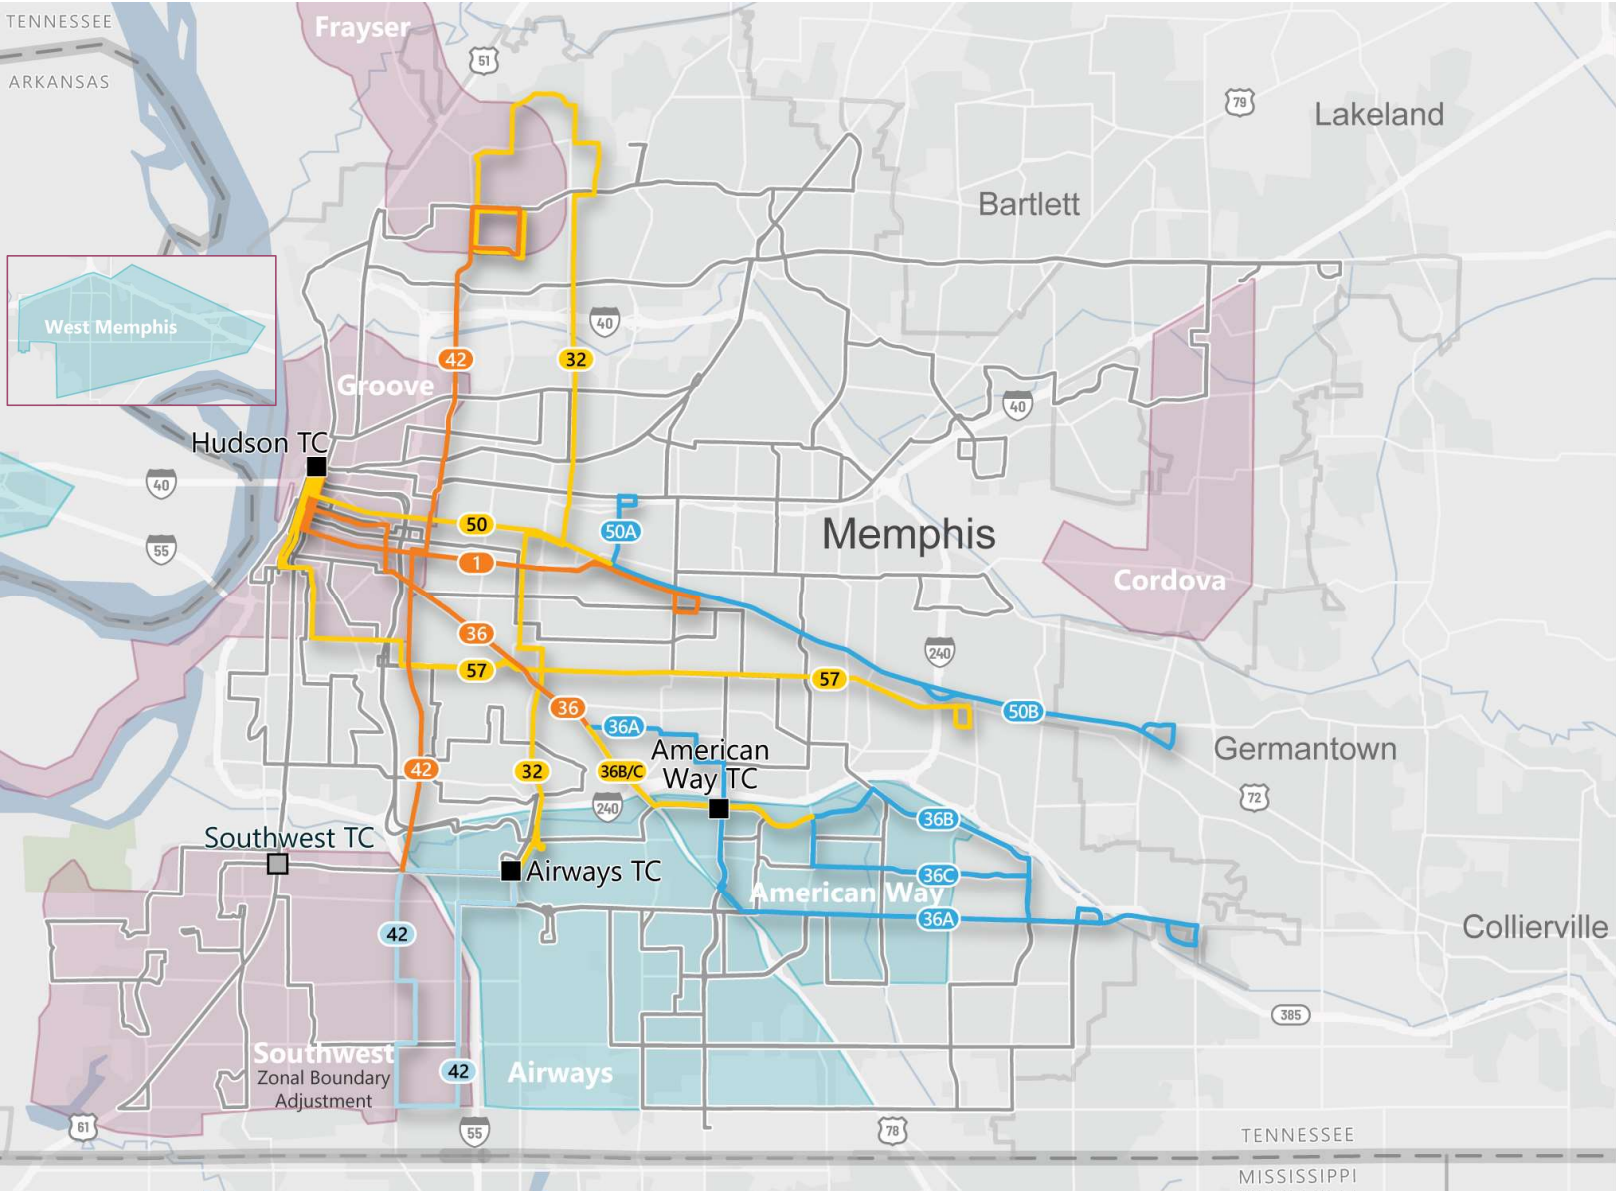 TENNESSEE
Frayser
51
ARKANSAS
79
Lakeland
Bartlett
West Memphis
40
42
32
Groove
40
Hudson TC
40
50
50A
Memphis
55
1
Cordova
36
240
57
57
36
50B
36A
American
Way TC
Germantown
42
32
36B/C
240
72
36B
Southwest TC
Airways TC
36C
American Way
36A
42
Collierville
385
Southwest
Zonal Boundary
Adjustment
42
Airways
61
55
78
TENNESSEE
MISSISSIPPI